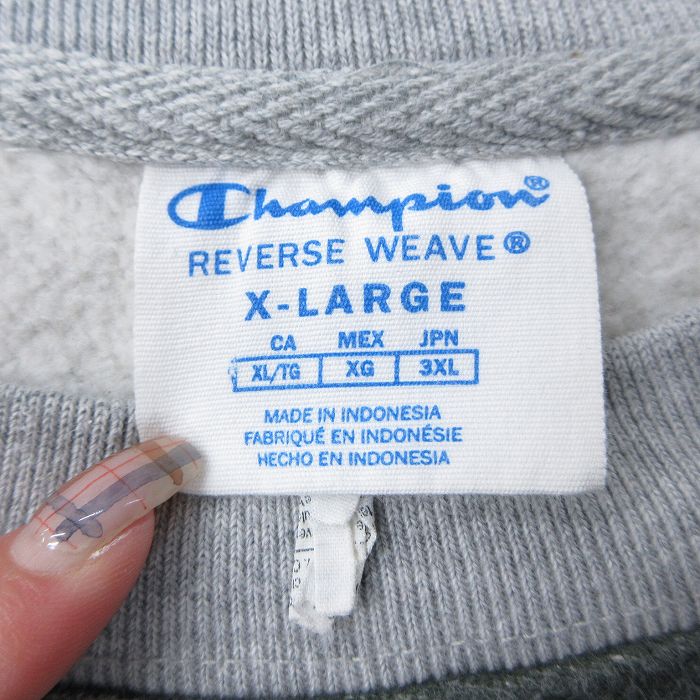 Champion®
REVERSE WEAVE®
X-LARGE
CA MEX JPN
XL/TG XG 3XL
MADE IN INDONESIA
FABRIQUÉ EN INDONÉSIE
HECHO EN INDONESIA